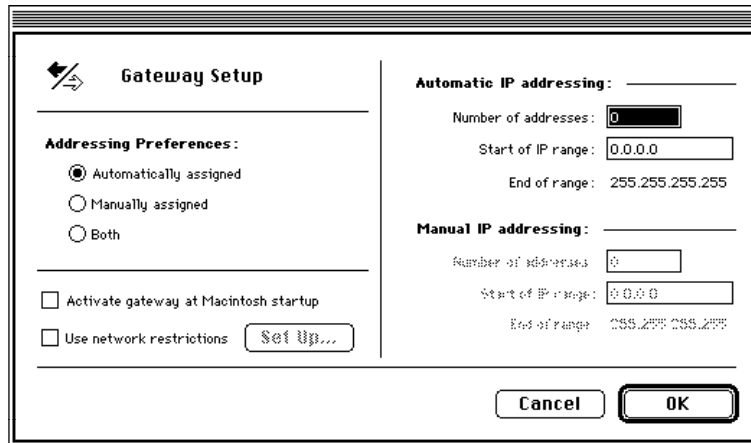 Gateway Setup
Addressing Preferences:
Automatically assigned
Manually assigned
Both
Activate gateway at Macintosh startup
Use network restrictions
Set Up...
Automatic IP addressing:
Number of addresses: 0
Start of IP range: 0.0.0.0
End of range: 255.255.255.255
Manual IP addressing:
Number of addresses 0
Start of IP range: 0.0.0.0
End of range 255.255.255.255
Cancel
OK